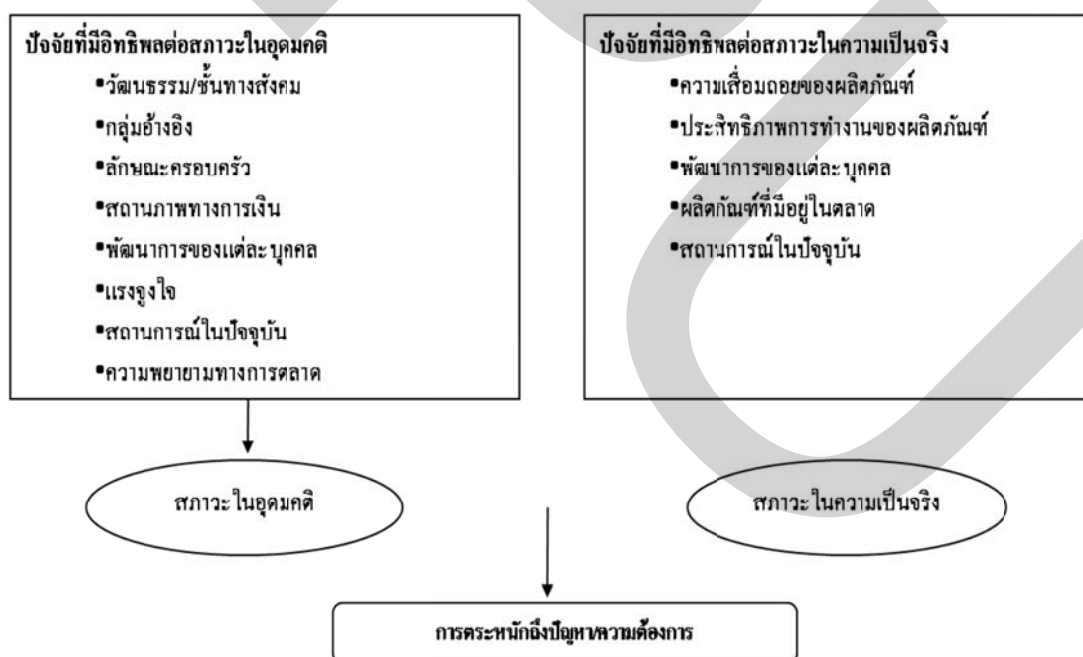 ปัจจัยที่มีอิทธิพลต่อสภาวะในอุดมคติ
▪วัฒนธรรม/ชั้นทางสังคม
▪กลุ่มอ้างอิง
▪ลักษณะครอบครัว
▪สถานภาพทางการเงิน
▪พัฒนาการของแต่ละบุคคล
▪แรงจูงใจ
▪สถานการณ์ในปัจจุบัน
▪ความพยายามทางการตลาด
ปัจจัยที่มีอิทธิพลต่อสภาวะในความเป็นจริง
▪ความเสื่อมถอยของผลิตภัณฑ์
▪ประสิทธิภาพการทำงานของผลิตภัณฑ์
▪พัฒนาการของแต่ละบุคคล
▪ผลิตภัณฑ์ที่มีอยู่ในตลาด
▪สถานการณ์ในปัจจุบัน
สภาวะในอุดมคติ
สภาวะในความเป็นจริง
การตระหนักถึงปัญหา/ความต้องการ